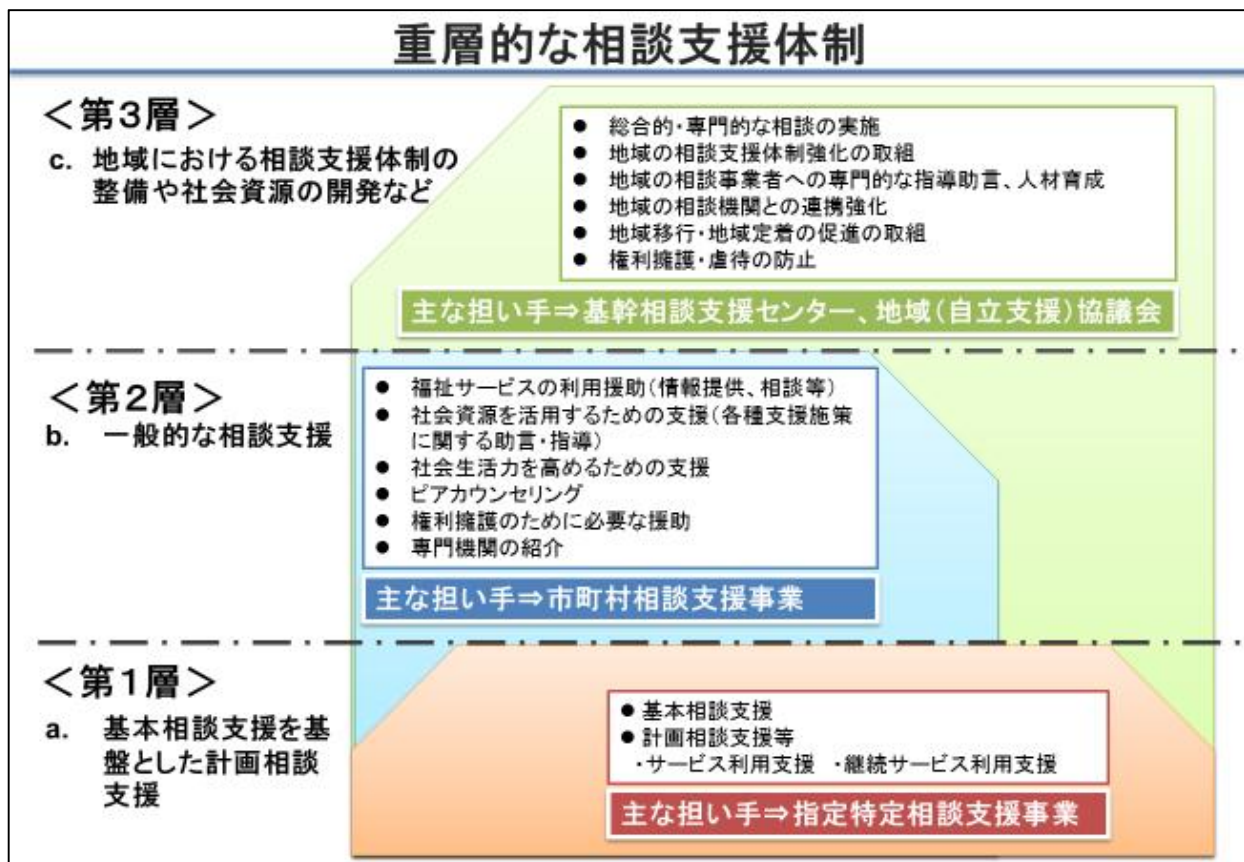 重層的な相談支援体制
＜第３層＞
c. 地域における相談支援体制の
整備や社会資源の開発など
● 総合的・専門的な相談の実施
● 地域の相談支援体制強化の取組
● 地域の相談事業者への専門的な指導助言、人材育成
● 地域の相談機関との連携強化
● 地域移行・地域定着の促進の取組
● 権利擁護・虐待の防止
主な担い手⇒基幹相談支援センター、地域（自立支援）協議会
＜第２層＞
b. 一般的な相談支援
● 福祉サービスの利用援助（情報提供、相談等）
● 社会資源を活用するための支援（各種支援施策
に関する助言・指導）
● 社会生活力を高めるための支援
● ピアカウンセリング
● 権利擁護のために必要な援助
● 専門機関の紹介
主な担い手⇒市町村相談支援事業
＜第１層＞
a. 基本相談支援を基
盤とした計画相談
支援
● 基本相談支援
● 計画相談支援等
・サービス利用支援 ・継続サービス利用支援
主な担い手⇒指定特定相談支援事業